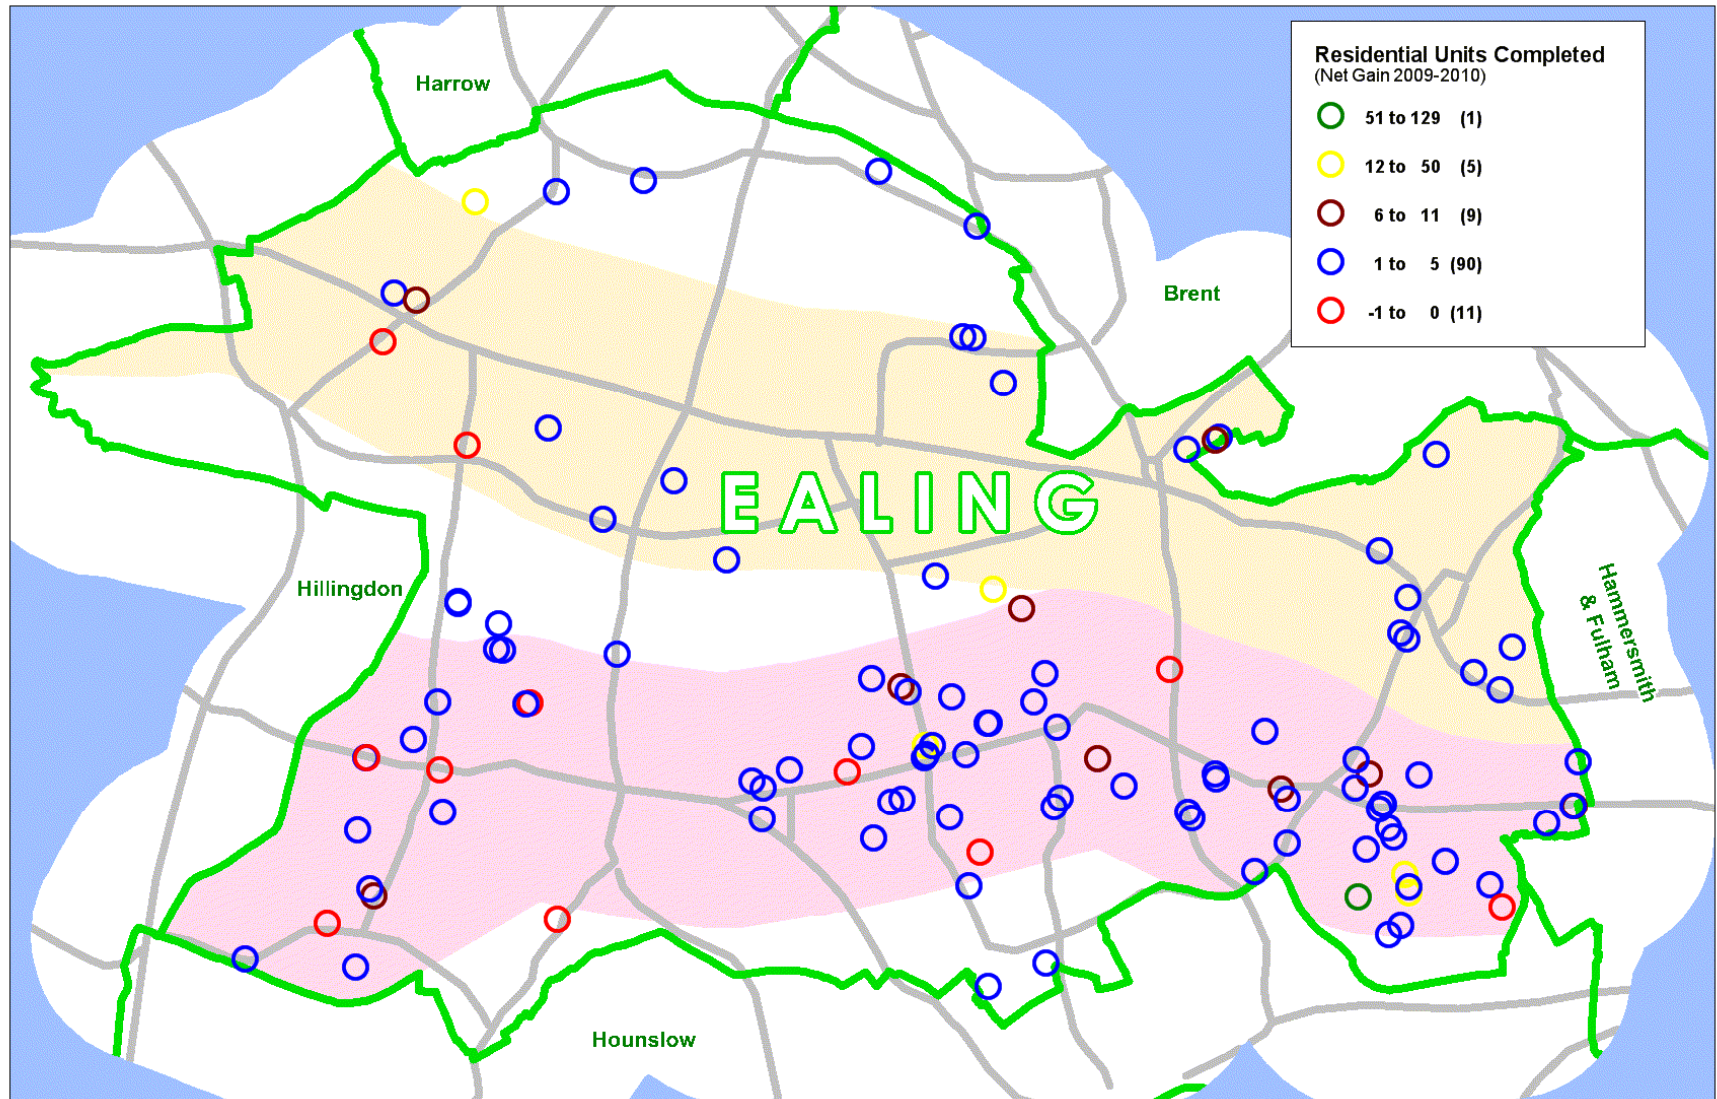 Residential Units Completed
(Net Gain 2009-2010)
51 to 129 (1)
12 to 50 (5)
6 to 11 (9)
1 to 5 (90)
-1 to 0 (11)
Harrow
Brent
EALING
Hillingdon
Hammersmith
& Fulham
Hounslow